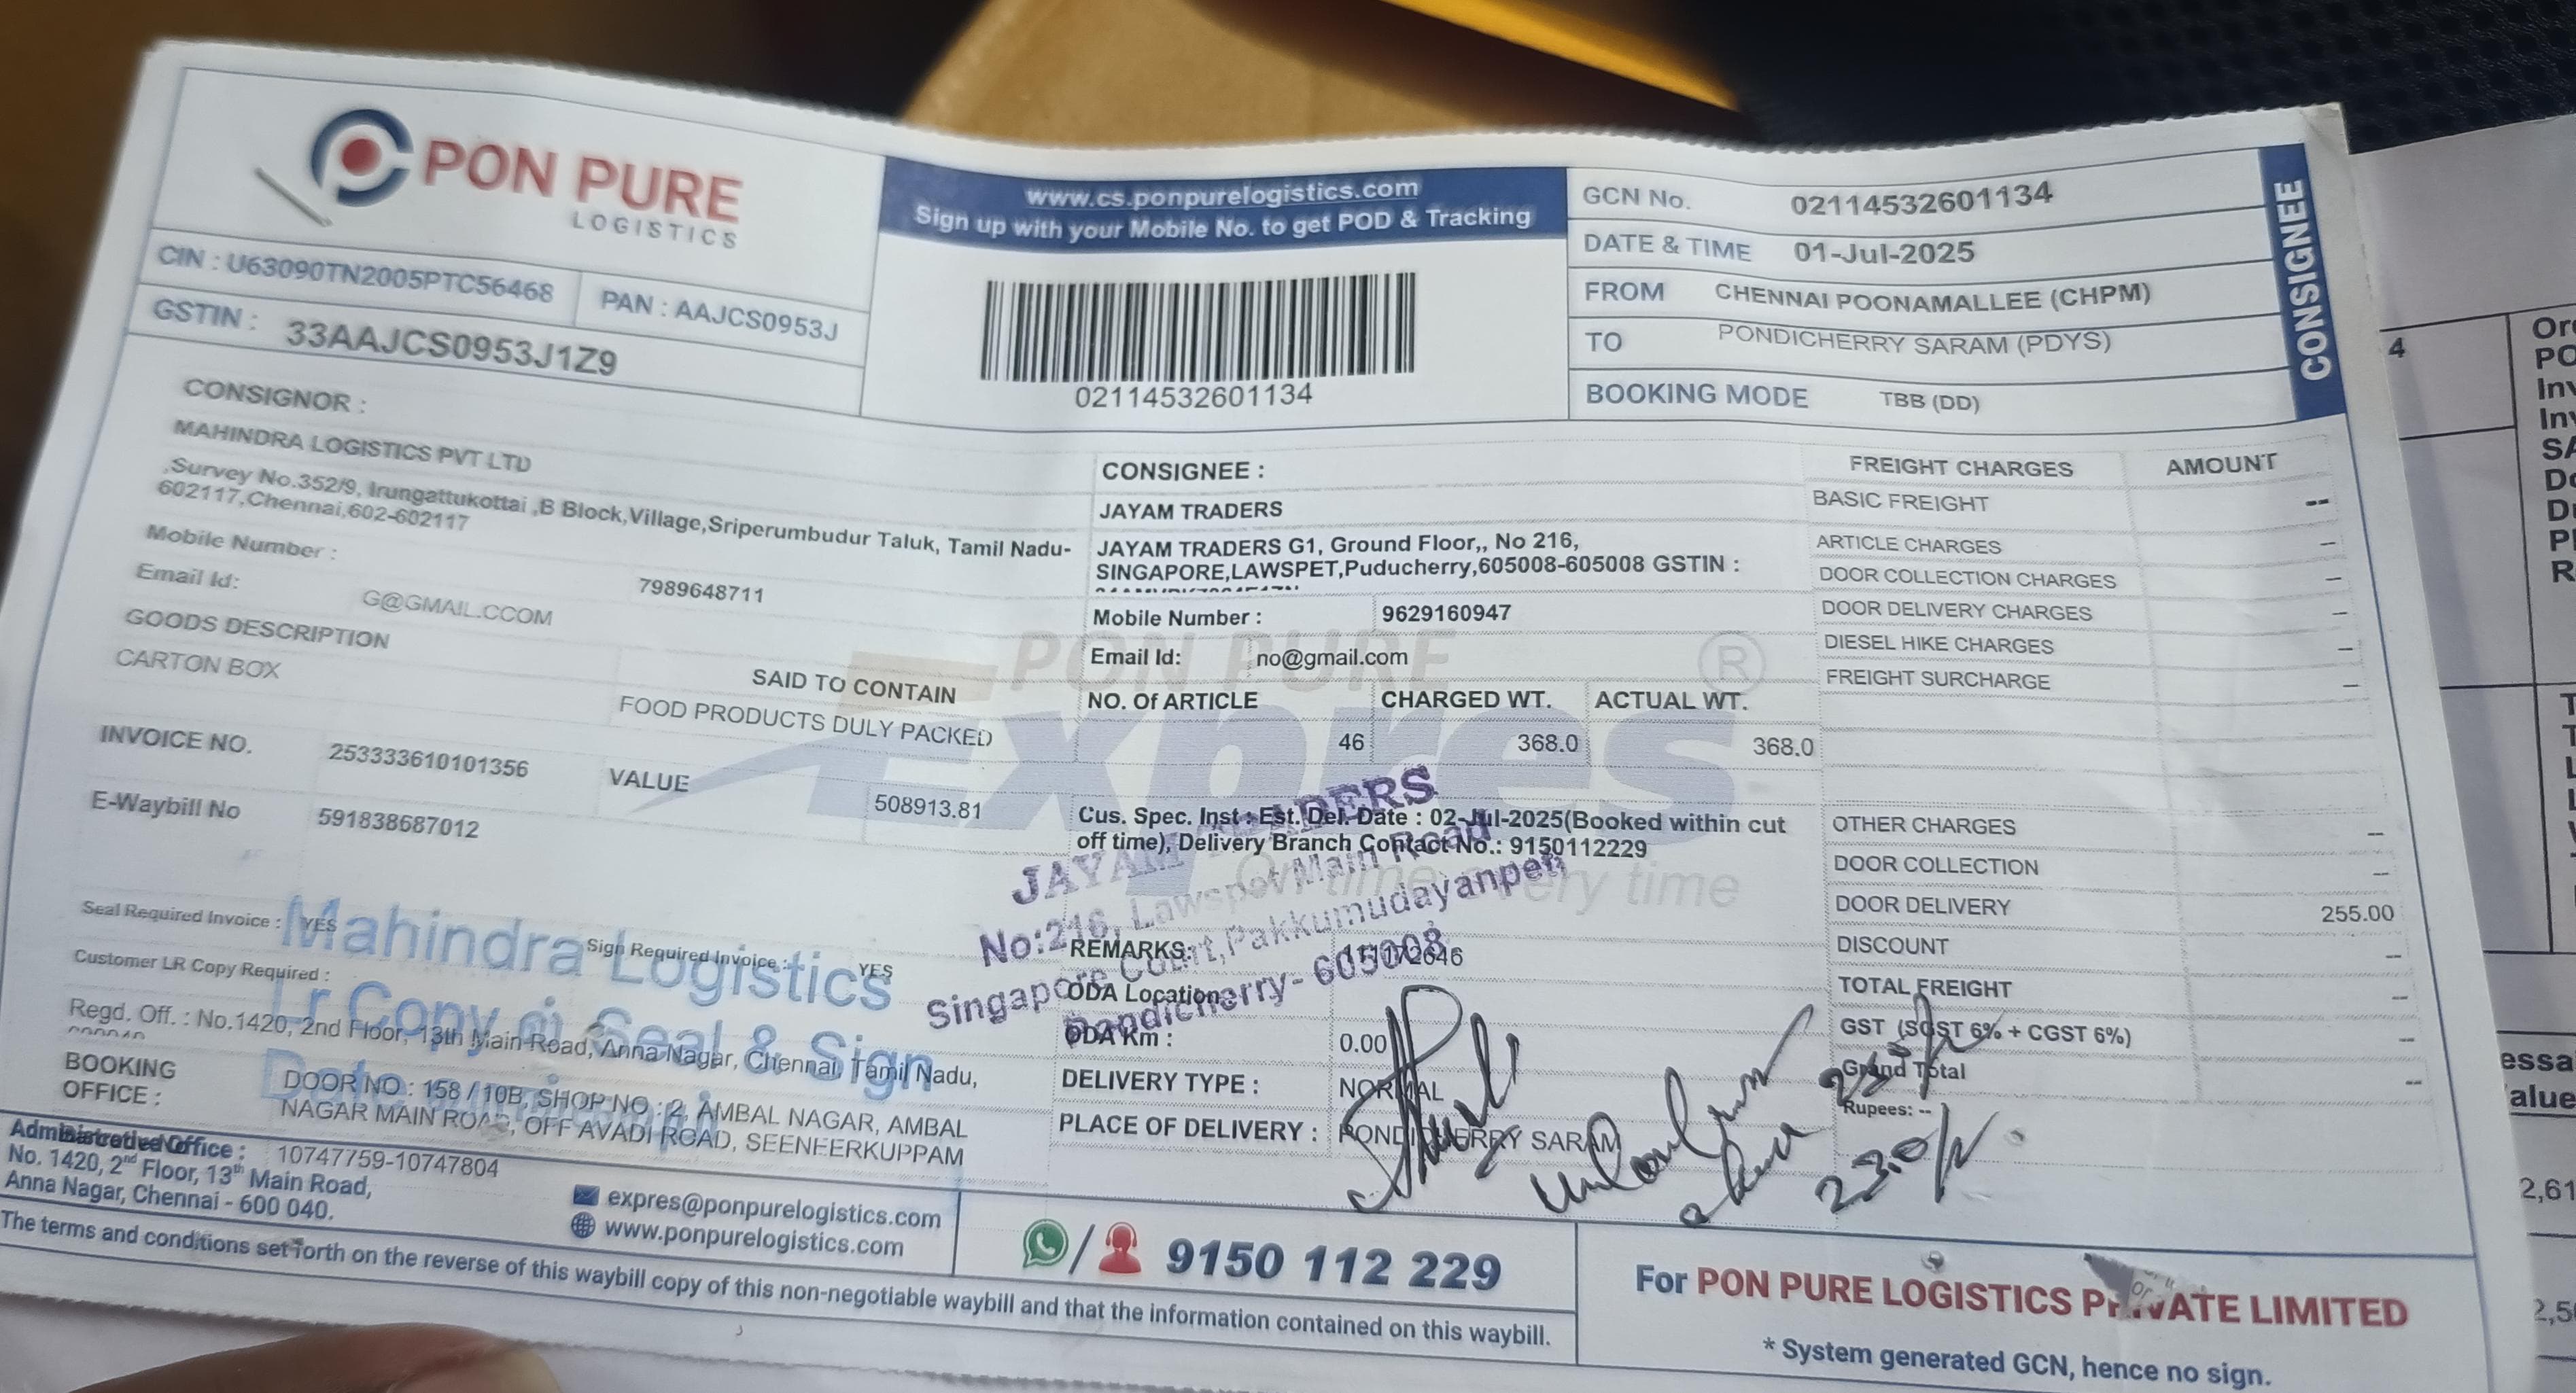 PON PURE
LOGISTICS
CIN : U63090TN2005PTC56468
PAN : AAJCS0953J
GSTIN : 33AAJCS0953J1Z9
www.cs.ponpurelogistics.com
Sign up with your Mobile No. to get POD & Tracking
02114532601134
GCN No. 02114532601134
DATE & TIME 01-Jul-2025
FROM CHENNAI POONAMALLEE (CHPM)
TO PONDICHERRY SARAM (PDYS)
BOOKING MODE TBB (DD)
CONSIGNEE
CONSIGNOR :
MAHINDRA LOGISTICS PVT LTD
,Survey No.352/9, Irungattukottai ,B Block,Village,Sriperumbudur Taluk, Tamil Nadu-
602117,Chennai,602-602117
Mobile Number : 7989648711
Email Id: G@GMAIL.CCOM
GOODS DESCRIPTION
SAID TO CONTAIN
CARTON BOX
FOOD PRODUCTS DULY PACKED
INVOICE NO. 253333610101356
VALUE 508913.81
E-Waybill No 591838687012
Seal Required Invoice : YES
Sign Required Invoice : YES
Customer LR Copy Required :
Mahindra Logistics
Lr Copy Seal & Sign
Date
Regd. Off. : No.1420, 2nd Floor, 13th Main Road, Anna Nagar, Chennai, Tamil Nadu,
BOOKING
OFFICE :
DOOR NO : 158 / 10B, SHOP NO : 2, AMBAL NAGAR, AMBAL
NAGAR MAIN ROAD, OFF AVADI ROAD, SEENEERKUPPAM
10747759-10747804
CONSIGNEE :
JAYAM TRADERS
JAYAM TRADERS G1, Ground Floor,, No 216,
SINGAPORE,LAWSPET,Puducherry,605008-605008 GSTIN :
Mobile Number : 9629160947
Email Id: no@gmail.com
NO. Of ARTICLE CHARGED WT. ACTUAL WT.
46 368.0 368.0
PON PURE
Expres
®
Cus. Spec. Inst : Est. Del. Date : 02-Jul-2025(Booked within cut
off time), Delivery Branch Contact No.: 9150112229
JAYAM TRADERS
No:216, Lawspet Main Road
Singapore Court,Pakkumudayanpet
Pondicherry- 605008.
REMARKS:
ODA Location:
ODA Km : 0.00
DELIVERY TYPE : NORMAL
PLACE OF DELIVERY : PONDICHERRY SARAM
FREIGHT CHARGES AMOUNT
BASIC FREIGHT --
ARTICLE CHARGES --
DOOR COLLECTION CHARGES --
DOOR DELIVERY CHARGES --
DIESEL HIKE CHARGES --
FREIGHT SURCHARGE --
OTHER CHARGES --
DOOR COLLECTION --
DOOR DELIVERY 255.00
DISCOUNT --
TOTAL FREIGHT --
GST (SGST 6% + CGST 6%) --
Grand Total --
Rupees: --
230/-
Administrative Office :
No. 1420, 2nd Floor, 13th Main Road,
Anna Nagar, Chennai - 600 040.
expres@ponpurelogistics.com
www.ponpurelogistics.com
9150 112 229
The terms and conditions set forth on the reverse of this waybill copy of this non-negotiable waybill and that the information contained on this waybill.
For PON PURE LOGISTICS PRIVATE LIMITED
* System generated GCN, hence no sign.